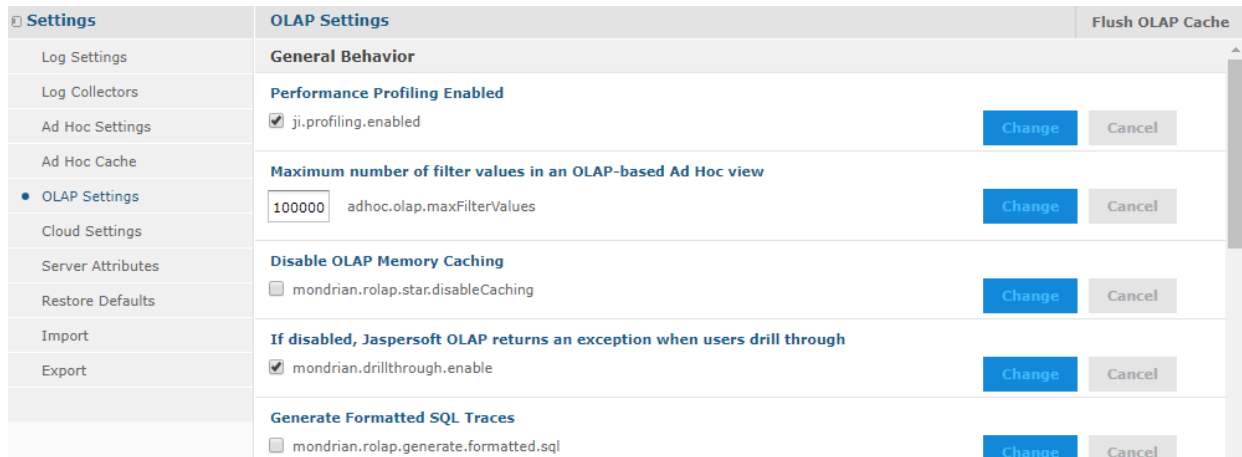 Settings
Log Settings
Log Collectors
Ad Hoc Settings
Ad Hoc Cache
OLAP Settings
Cloud Settings
Server Attributes
Restore Defaults
Import
Export
OLAP Settings
Flush OLAP Cache
General Behavior
Performance Profiling Enabled
ji.profiling.enabled
Change Cancel
Maximum number of filter values in an OLAP-based Ad Hoc view
100000 adhoc.olap.maxFilterValues
Change Cancel
Disable OLAP Memory Caching
mondrian.rolap.star.disableCaching
Change Cancel
If disabled, Jaspersoft OLAP returns an exception when users drill through
mondrian.drillthrough.enable
Change Cancel
Generate Formatted SQL Traces
mondrian.rolap.generate.formatted.sql
Change Cancel